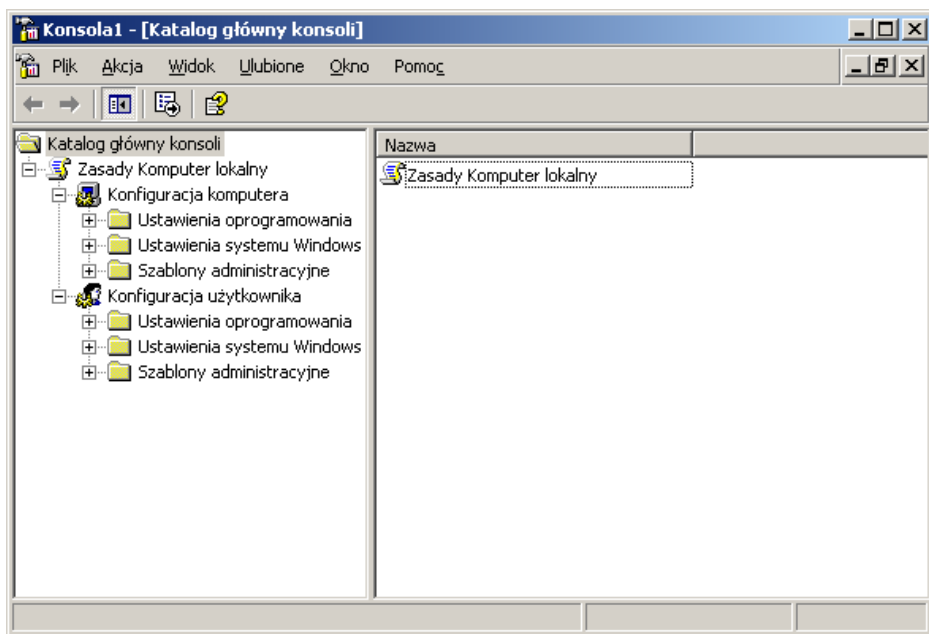 Konsola1 - [Katalog główny konsoli]
Plik Akcja Widok Ulubione Okno Pomoc
Katalog główny konsoli
Zasady Komputer lokalny
Konfiguracja komputera
Ustawienia oprogramowania
Ustawienia systemu Windows
Szablony administracyjne
Konfiguracja użytkownika
Ustawienia oprogramowania
Ustawienia systemu Windows
Szablony administracyjne
Nazwa
Zasady Komputer lokalny